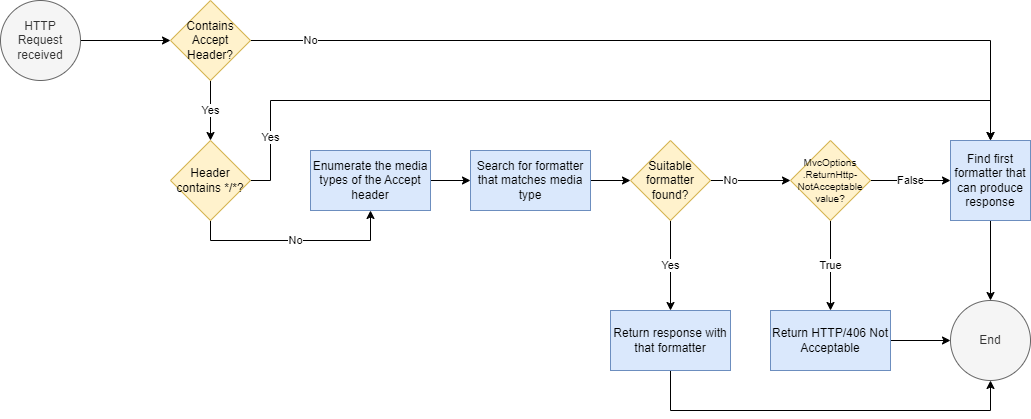 HTTP
Request
received
Contains
Accept
Header?
No
Yes
Header
contains */*?
Yes
No
Enumerate the media
types of the Accept
header
Search for formatter
that matches media
type
Suitable
formatter
found?
No
Yes
MvcOptions
.ReturnHttp-
NotAcceptable
value?
False
True
Find first
formatter that
can produce
response
Return response with
that formatter
Return HTTP/406 Not
Acceptable
End